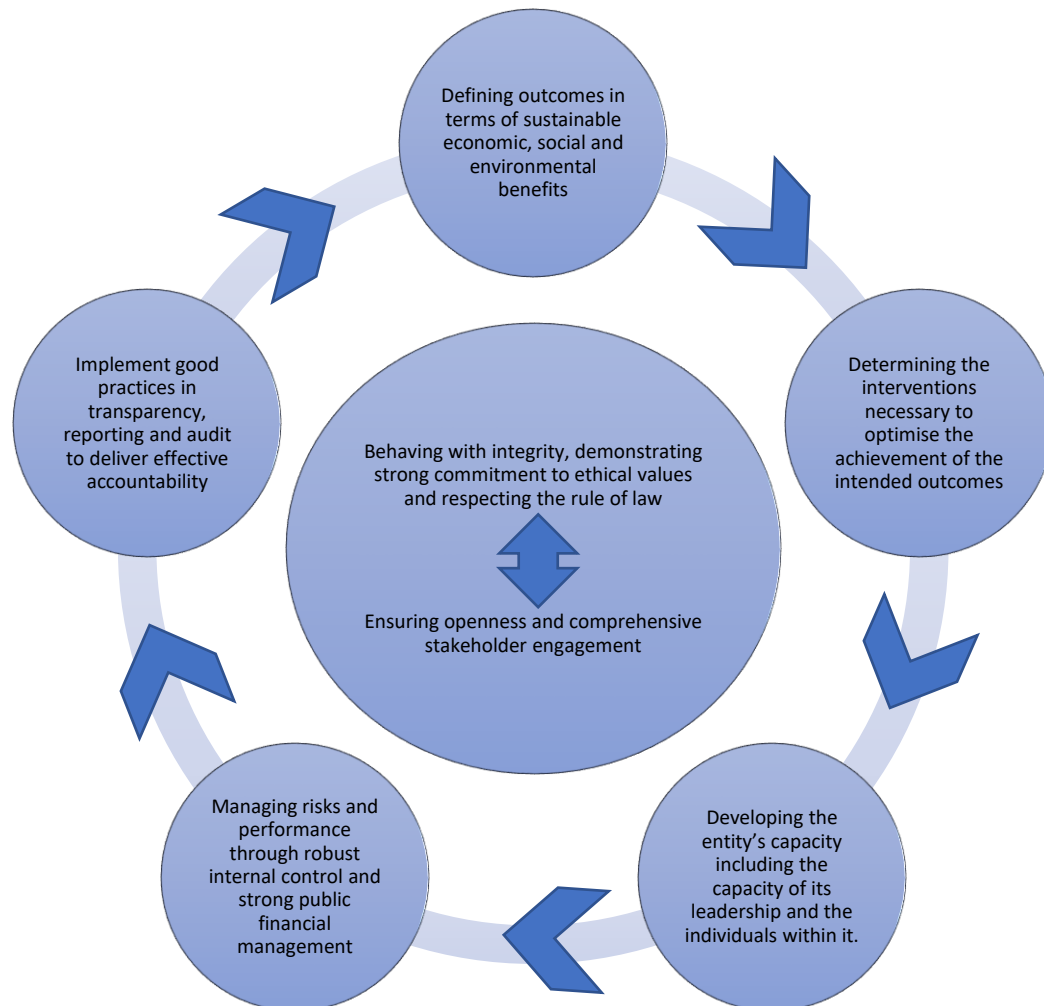 Defining outcomes in
terms of sustainable
economic, social and
environmental
benefits
Determining the
interventions
necessary to
optimise the
achievement of the
intended outcomes
Developing the
entity’s capacity
including the
capacity of its
leadership and the
individuals within it.
Managing risks and
performance
through robust
internal control and
strong public
financial
management
Implement good
practices in
transparency,
reporting and audit
to deliver effective
accountability
Behaving with integrity, demonstrating
strong commitment to ethical values
and respecting the rule of law
Ensuring openness and comprehensive
stakeholder engagement